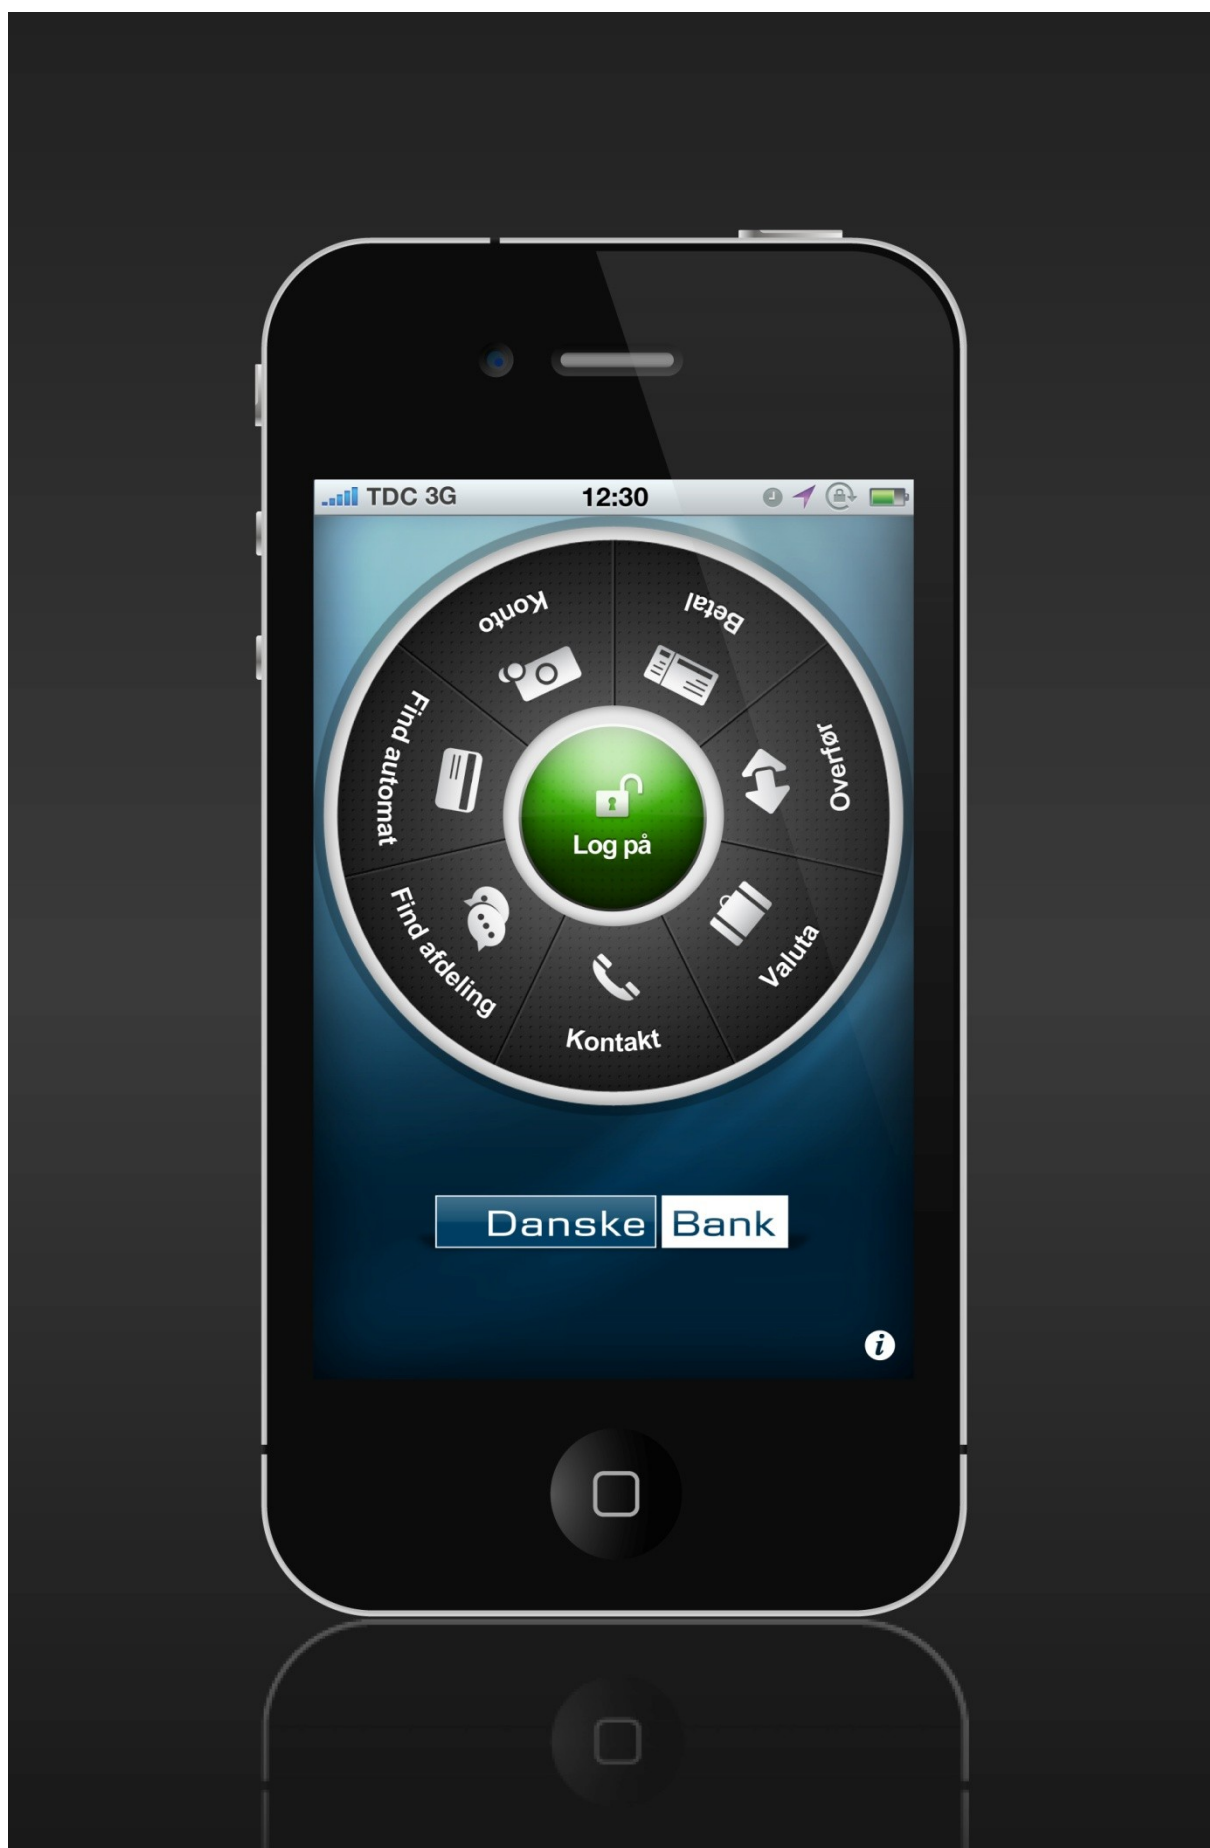 TDC 3G 12:30
Konto
Betal
Find automat
Overfør
Log på
Find afdeling
Valuta
Kontakt
Danske Bank
i